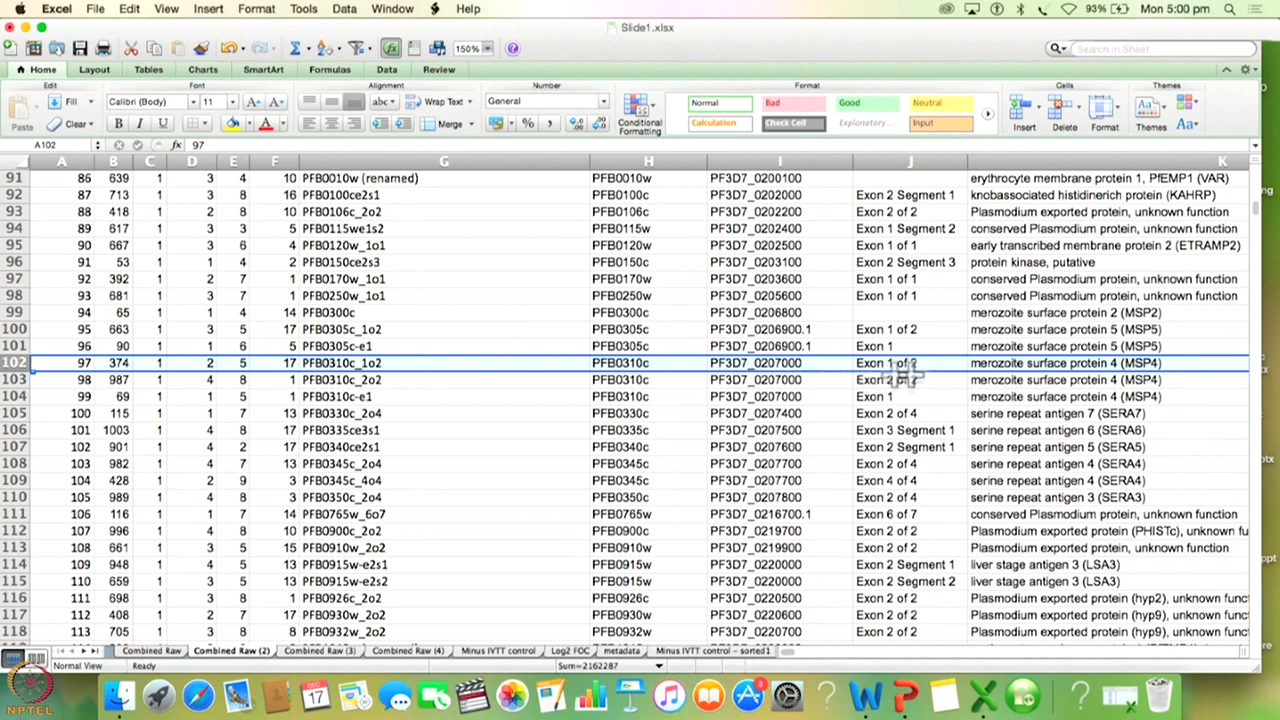 Excel File Edit View Insert Format Tools Data Window Help 93% Mon 5:00 pm
Slide1.xlsx
150% Search in Sheet
Home Layout Tables Charts SmartArt Formulas Data Review
Edit Font Alignment Number Format Cells Themes
Paste Fill Calibri (Body) 11 abc Wrap Text General Conditional Formatting Normal Bad Good Neutral Insert Delete Format Themes Aa
Clear B I U A Merge % Calculation Check Cell Explanatory ... Input
A102 fx 97
A B C D E F G H I J K
91 86 639 1 3 4 10 PFB0010w (renamed) PFB0010w PF3D7_0200100 erythrocyte membrane protein 1, PfEMP1 (VAR)
92 87 713 1 3 8 16 PFB0100ce2s1 PFB0100c PF3D7_0202000 Exon 2 Segment 1 knobassociated histidinerich protein (KAHRP)
93 88 418 1 2 8 10 PFB0106c_2o2 PFB0106c PF3D7_0202200 Exon 2 of 2 Plasmodium exported protein, unknown function
94 89 617 1 3 3 5 PFB0115we1s2 PFB0115w PF3D7_0202400 Exon 1 Segment 2 conserved Plasmodium protein, unknown function
95 90 667 1 3 6 4 PFB0120w_1o1 PFB0120w PF3D7_0202500 Exon 1 of 1 early transcribed membrane protein 2 (ETRAMP2)
96 91 53 1 1 4 2 PFB0150ce2s3 PFB0150c PF3D7_0203100 Exon 2 Segment 3 protein kinase, putative
97 92 392 1 2 7 1 PFB0170w_1o1 PFB0170w PF3D7_0203600 Exon 1 of 1 conserved Plasmodium protein, unknown function
98 93 681 1 3 7 1 PFB0250w_1o1 PFB0250w PF3D7_0205600 Exon 1 of 1 conserved Plasmodium protein, unknown function
99 94 65 1 1 4 14 PFB0300c PFB0300c PF3D7_0206800 merozoite surface protein 2 (MSP2)
100 95 663 1 3 5 17 PFB0305c_1o2 PFB0305c PF3D7_0206900.1 Exon 1 of 2 merozoite surface protein 5 (MSP5)
101 96 90 1 1 6 5 PFB0305c-e1 PFB0305c PF3D7_0206900.1 Exon 1 merozoite surface protein 5 (MSP5)
102 97 374 1 2 5 17 PFB0310c_1o2 PFB0310c PF3D7_0207000 Exon 1 of 2 merozoite surface protein 4 (MSP4)
103 98 987 1 4 8 1 PFB0310c_2o2 PFB0310c PF3D7_0207000 Exon 2 of 2 merozoite surface protein 4 (MSP4)
104 99 69 1 1 5 1 PFB0310c-e1 PFB0310c PF3D7_0207000 Exon 1 merozoite surface protein 4 (MSP4)
105 100 115 1 1 7 13 PFB0330c_2o4 PFB0330c PF3D7_0207400 Exon 2 of 4 serine repeat antigen 7 (SERA7)
106 101 1003 1 4 8 17 PFB0335ce3s1 PFB0335c PF3D7_0207500 Exon 3 Segment 1 serine repeat antigen 6 (SERA6)
107 102 901 1 4 2 17 PFB0340ce2s1 PFB0340c PF3D7_0207600 Exon 2 Segment 1 serine repeat antigen 5 (SERA5)
108 103 982 1 4 7 13 PFB0345c_2o4 PFB0345c PF3D7_0207700 Exon 2 of 4 serine repeat antigen 4 (SERA4)
109 104 428 1 2 9 3 PFB0345c_4o4 PFB0345c PF3D7_0207700 Exon 4 of 4 serine repeat antigen 4 (SERA4)
110 105 989 1 4 8 3 PFB0350c_2o4 PFB0350c PF3D7_0207800 Exon 2 of 4 serine repeat antigen 3 (SERA3)
111 106 116 1 1 7 14 PFB0765w_6o7 PFB0765w PF3D7_0216700.1 Exon 6 of 7 conserved Plasmodium protein, unknown function
112 107 996 1 4 8 10 PFB0900c_2o2 PFB0900c PF3D7_0219700 Exon 2 of 2 Plasmodium exported protein (PHISTc), unknown fu
113 108 661 1 3 5 15 PFB0910w_2o2 PFB0910w PF3D7_0219900 Exon 2 of 2 Plasmodium exported protein, unknown function
114 109 948 1 4 5 13 PFB0915w-e2s1 PFB0915w PF3D7_0220000 Exon 2 Segment 1 liver stage antigen 3 (LSA3)
115 110 659 1 3 5 13 PFB0915w-e2s2 PFB0915w PF3D7_0220000 Exon 2 Segment 2 liver stage antigen 3 (LSA3)
116 111 698 1 3 8 1 PFB0926c_2o2 PFB0926c PF3D7_0220500 Exon 2 of 2 Plasmodium exported protein (hyp2), unknown funct
117 112 408 1 2 7 17 PFB0930w_2o2 PFB0930w PF3D7_0220600 Exon 2 of 2 Plasmodium exported protein (hyp9), unknown funct
118 113 705 1 3 8 8 PFB0932w_2o2 PFB0932w PF3D7_0220700 Exon 2 of 2 Plasmodium exported protein (hyp9), unknown funct
Combined Raw Combined Raw (2) Combined Raw (3) Combined Raw (4) Minus IVTT control Log2 FOC metadata Minus IVTT control - sorted1
Normal View Ready Sum=2162287
NPTEL DEC 17 3